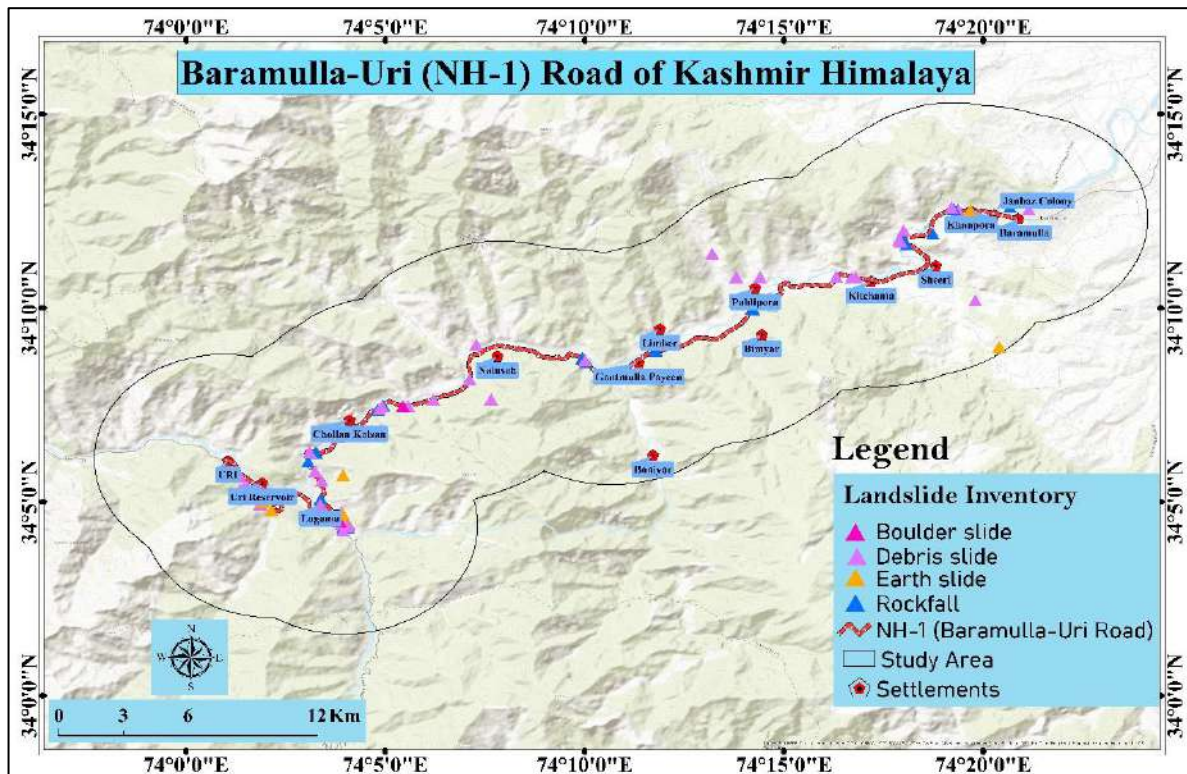 74°0'0"E 74°5'0"E 74°10'0"E 74°15'0"E 74°20'0"E
Baramulla-Uri (NH-1) Road of Kashmir Himalaya
34°15'0"N 34°15'0"N
Janbaz Colony
Khanpora
Baramulla
Sheeri
34°10'0"N 34°10'0"N
Kitchama
Pahlipora
Limber
Bimyar
Gantmulla Payeen
Chollan Kalsan
Boniyar
URI
Uri Reservoir
Lagama
34°5'0"N 34°5'0"N
Legend
Landslide Inventory
Boulder slide
Debris slide
Earth slide
Rockfall
NH-1 (Baramulla-Uri Road)
Study Area
Settlements
N
W E
S
0 3 6 12 Km
34°0'0"N 34°0'0"N
74°0'0"E 74°5'0"E 74°10'0"E 74°15'0"E 74°20'0"E